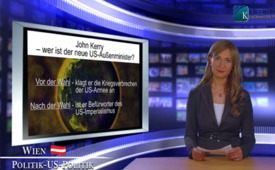 John Kerry
– wer ist der neue US-Außenminister?
Vor der Wahl - klagt er die Kriegsverbrechen
der US-Armee an
Nach der Wahl - ist er Befürworter des
US-Imperialismus
K
WIEN
POLITIK-US-POLITIK